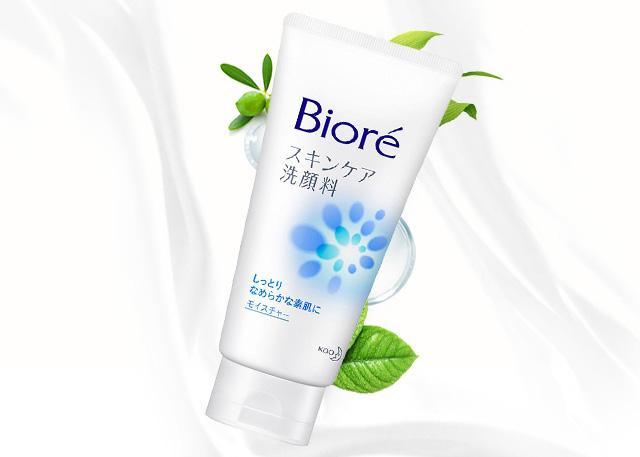 Bioré
スキンケア
洗顔料
しっとり
なめらかな素肌に
モイスチャー
KAO